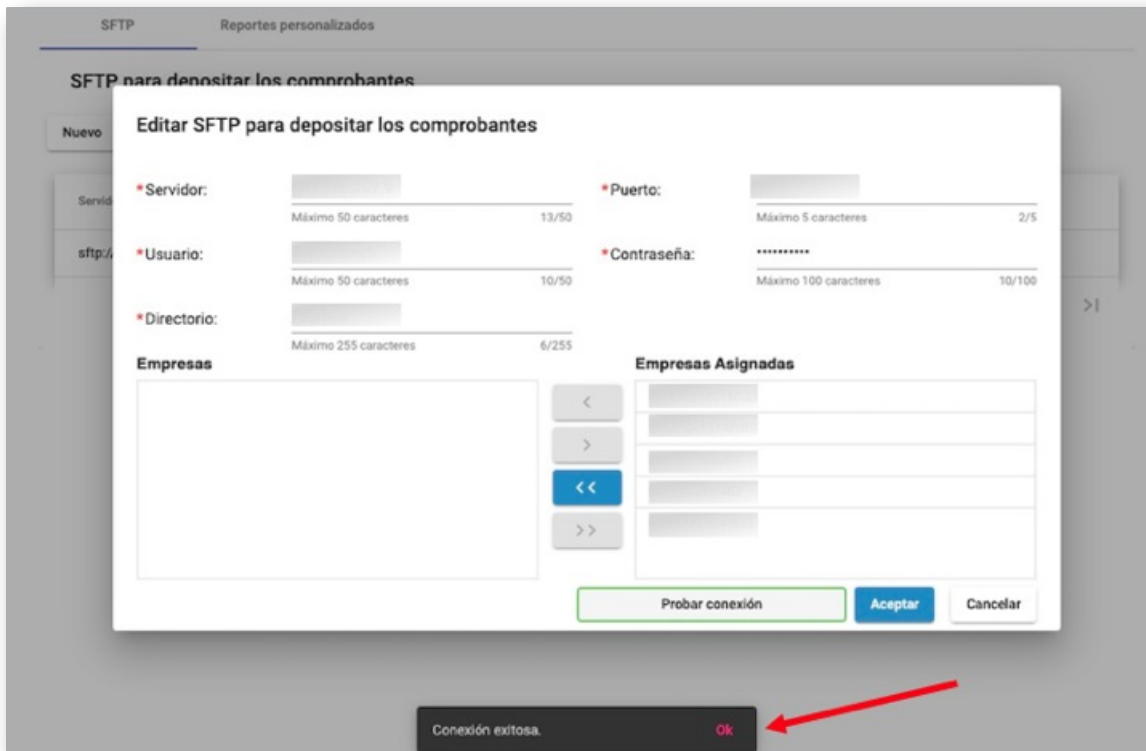 SFTP Reportes personalizados
SFTP para depositar los comprobantes
Nuevo
Editar SFTP para depositar los comprobantes
*Servidor: *Puerto:
Máximo 50 caracteres 13/50 Máximo 5 caracteres 2/5
sftp:/
*Usuario: *Contraseña: ••••••••••
Máximo 50 caracteres 10/50 Máximo 100 caracteres 10/100
>|
*Directorio:
Máximo 255 caracteres 6/255
Empresas Empresas Asignadas
<
>
<<
>>
Probar conexión Aceptar Cancelar
Conexión exitosa. Ok